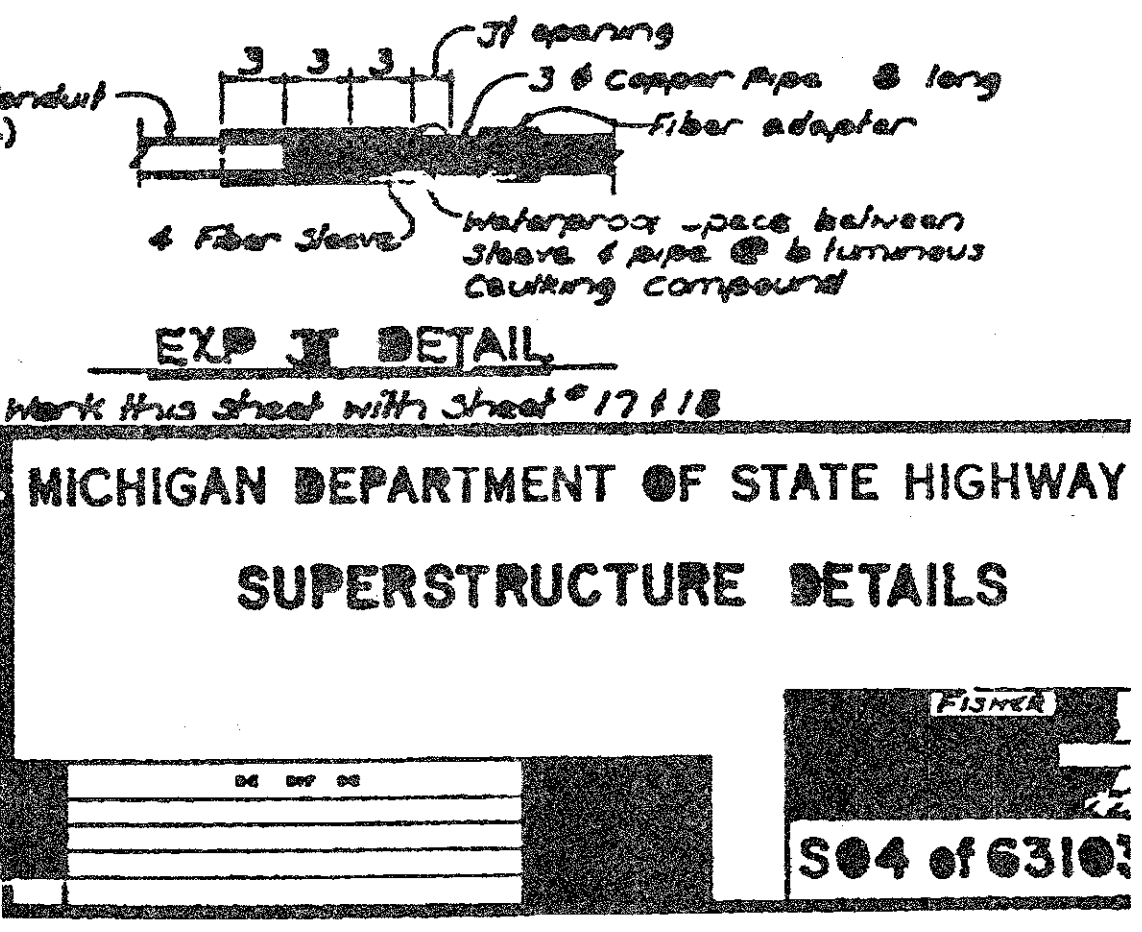 Jt opening
3 3 3
3 ϕ Copper Pipe 8 long
Conduit
Fiber adapter
4 Fiber Sleeve
Waterproof space between
sleeve & pipe @ bituminous
Caulking compound
EXP JT DETAIL
Work this sheet with sheet # 17 & 18
MICHIGAN DEPARTMENT OF STATE HIGHWAY
SUPERSTRUCTURE DETAILS
FISHER
S04 of 63103